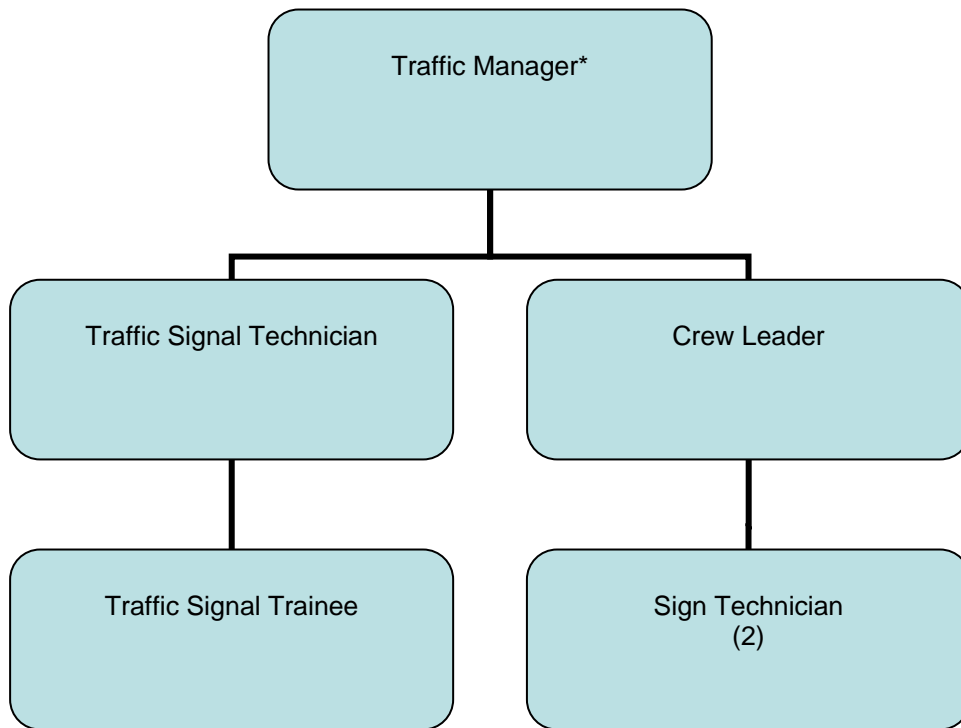 Traffic Manager*
Traffic Signal Technician
Crew Leader
Traffic Signal Trainee
Sign Technician
(2)